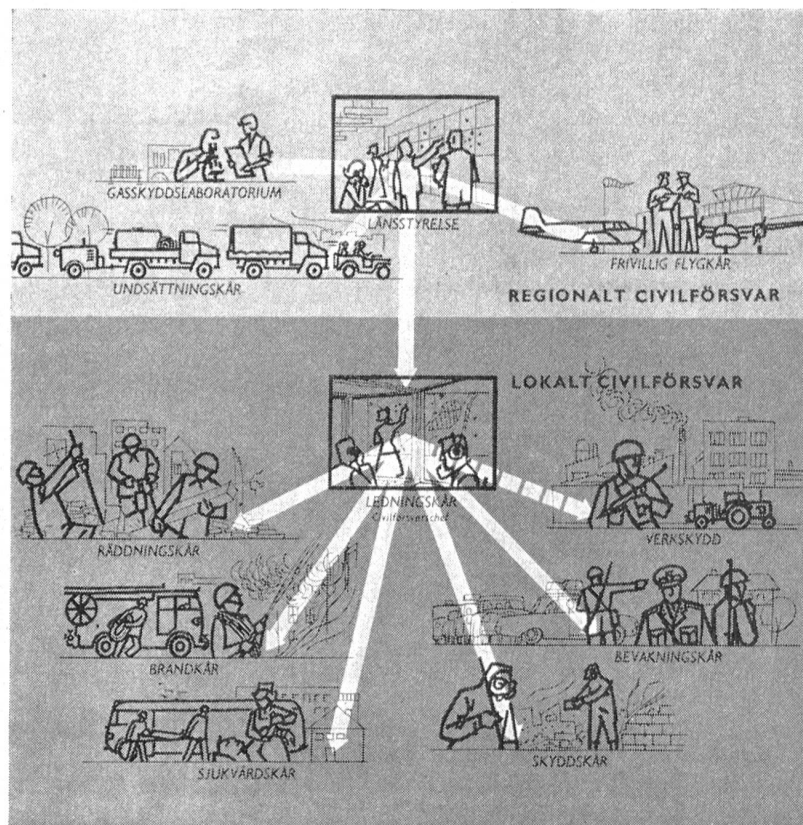 GASSKYDDSLABORATORIUM
LÄNSSTYRELSE
FRIVILLIG FLYGKÅR
UNDSÄTTNINGSKÅR
REGIONALT CIVILFÖRSVAR
LOKALT CIVILFÖRSVAR
LEDNINGSKÅR
Civilförsvarschef
RÄDDNINGSKÅR
VERKSKYDD
BRANDKÅR
BEVAKNINGSKÅR
SJUKVÅRDSKÅR
SKYDDSKÅR